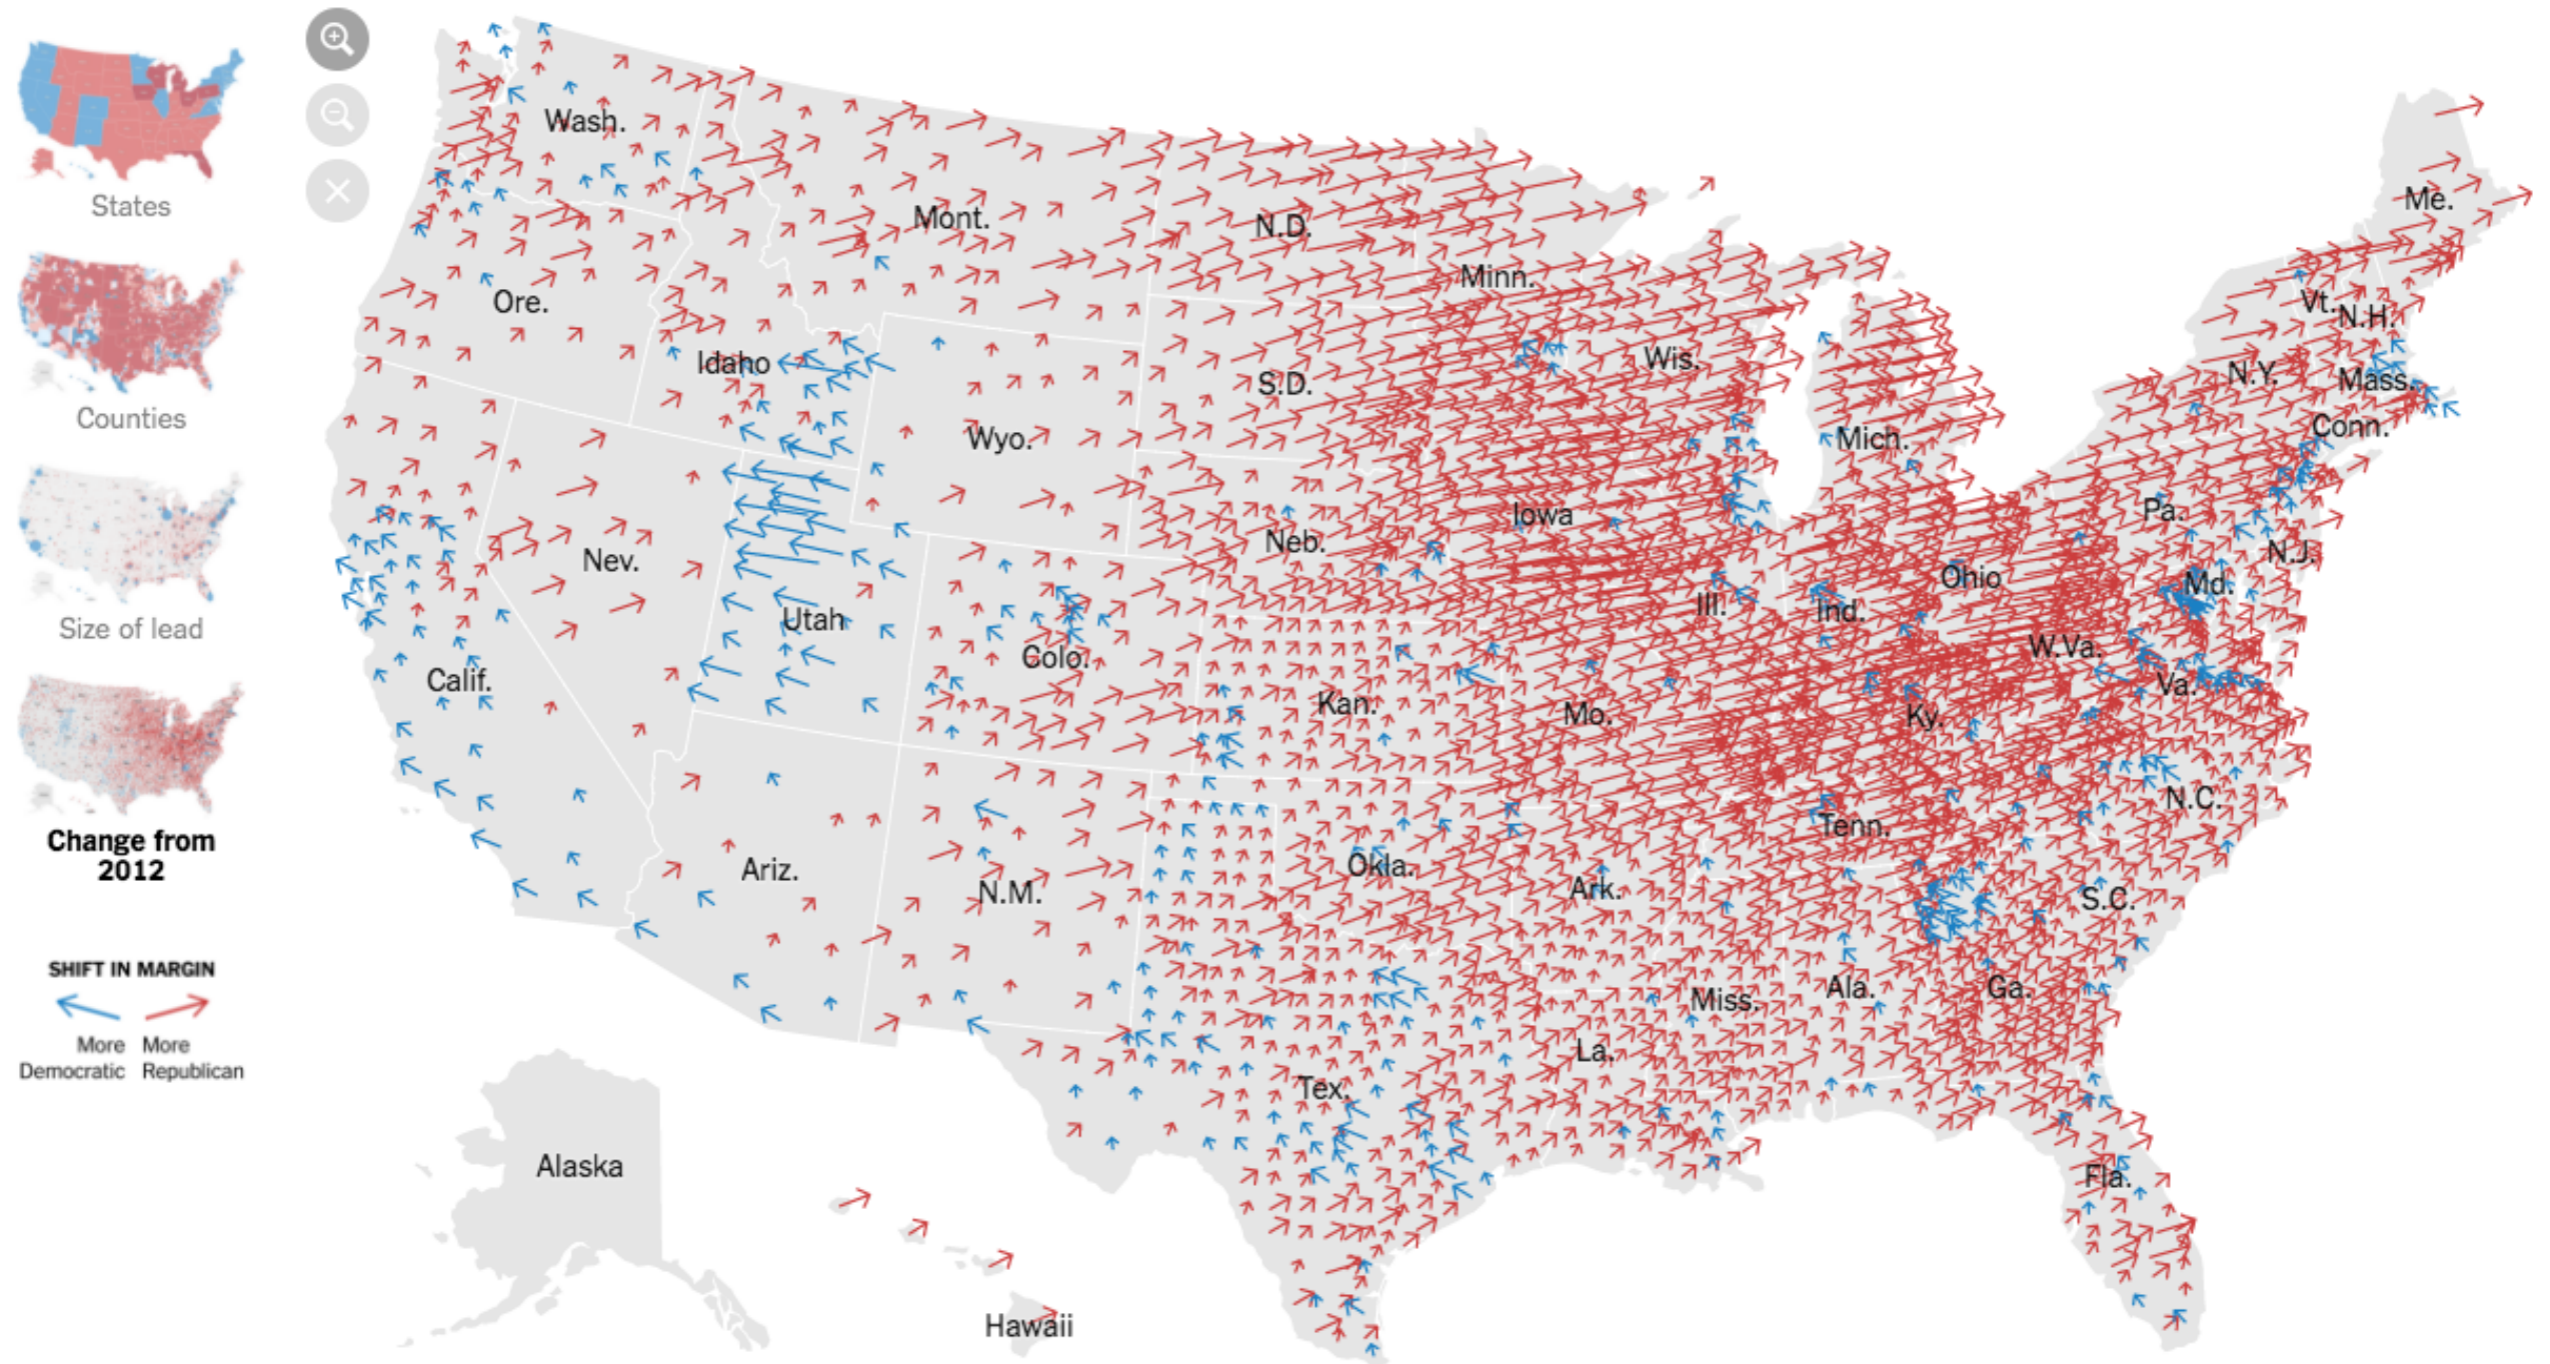 States
Counties
Size of lead
Change from
2012
SHIFT IN MARGIN
More More
Democratic Republican
Wash.
Mont.
N.D.
Minn.
Me.
Ore.
Idaho
Wyo.
S.D.
Wis.
Mich.
Vt.
N.H.
N.Y.
Mass.
Conn.
Nev.
Utah
Neb.
Iowa
Ill.
Ind.
Ohio
Pa.
N.J.
Md.
Calif.
Colo.
Kan.
Mo.
Ky.
W.Va.
Va.
Ariz.
N.M.
Okla.
Ark.
Tenn.
N.C.
S.C.
Tex.
La.
Miss.
Ala.
Ga.
Fla.
Alaska
Hawaii